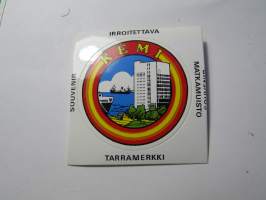 IRROITETTAVA
KEMI
SOUVENIR
MATKAMUISTO
TARRAMERKKI